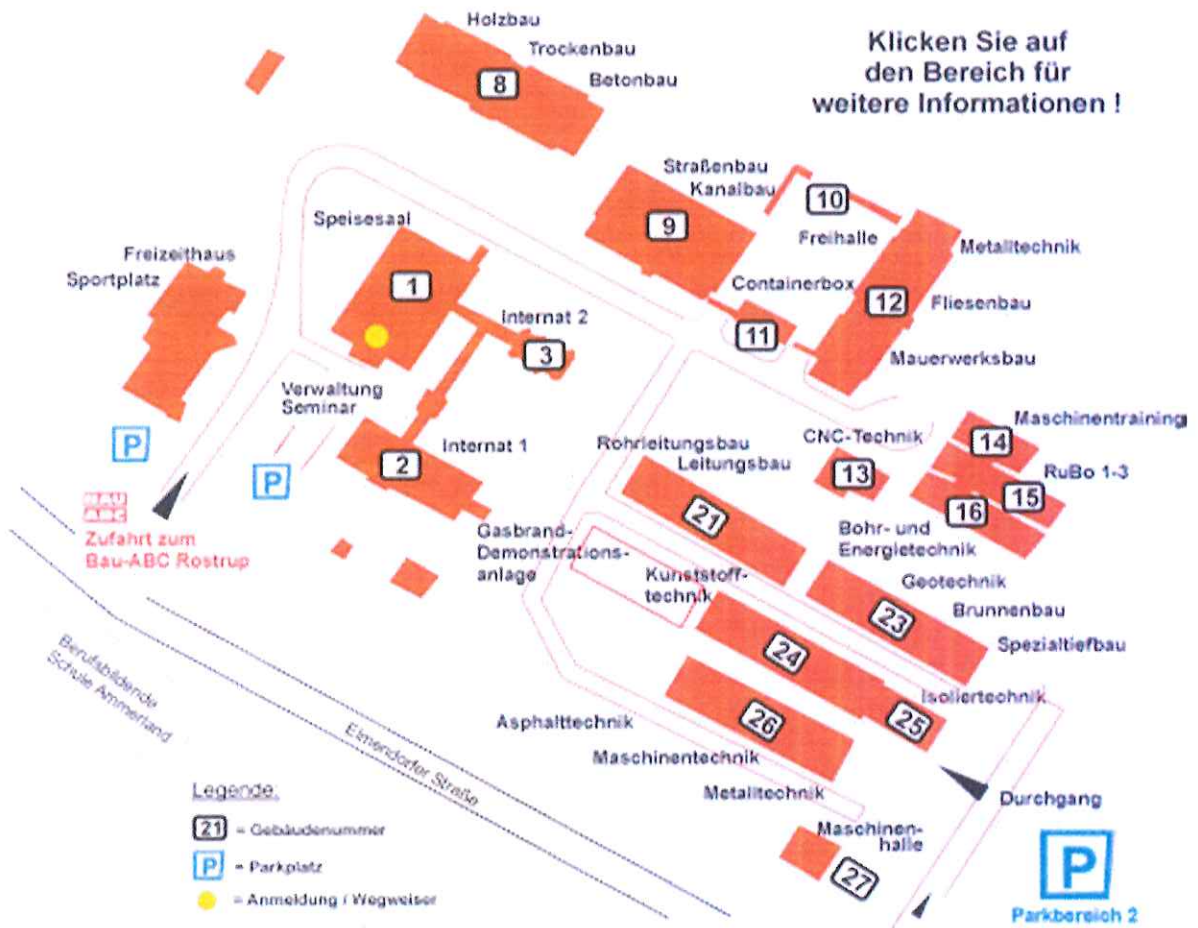 Holzbau
Trockenbau
Betonbau
8
Klicken Sie auf
den Bereich für
weitere Informationen !
Straßenbau
Kanalbau
9
10
Freihalle
Metalltechnik
Containerbox
12
Fliesenbau
11
Mauerwerksbau
Speisesaal
1
Freizeithaus
Sportplatz
Internat 2
3
Verwaltung
Seminar
Internat 1
2
P
P
BAU
ABC
Zufahrt zum
Bau-ABC Rostrup
Gasbrand-
Demonstrations-
anlage
Rohrleitungsbau
Leitungsbau
21
CNC-Technik
13
Maschinentraining
14
RuBo 1-3
15
16
Bohr- und
Energietechnik
Geotechnik
Brunnenbau
Spezialtiefbau
23
Kunststoff-
technik
24
Isoliertechnik
25
26
Asphalttechnik
Maschinentechnik
Metalltechnik
Durchgang
Maschinen-
halle
27
P
Parkbereich 2
Berufsbildende
Schule Ammerland
Elmendorfer Straße
Legende:
21 = Gebäudenummer
P = Parkplatz
= Anmeldung / Wegweiser